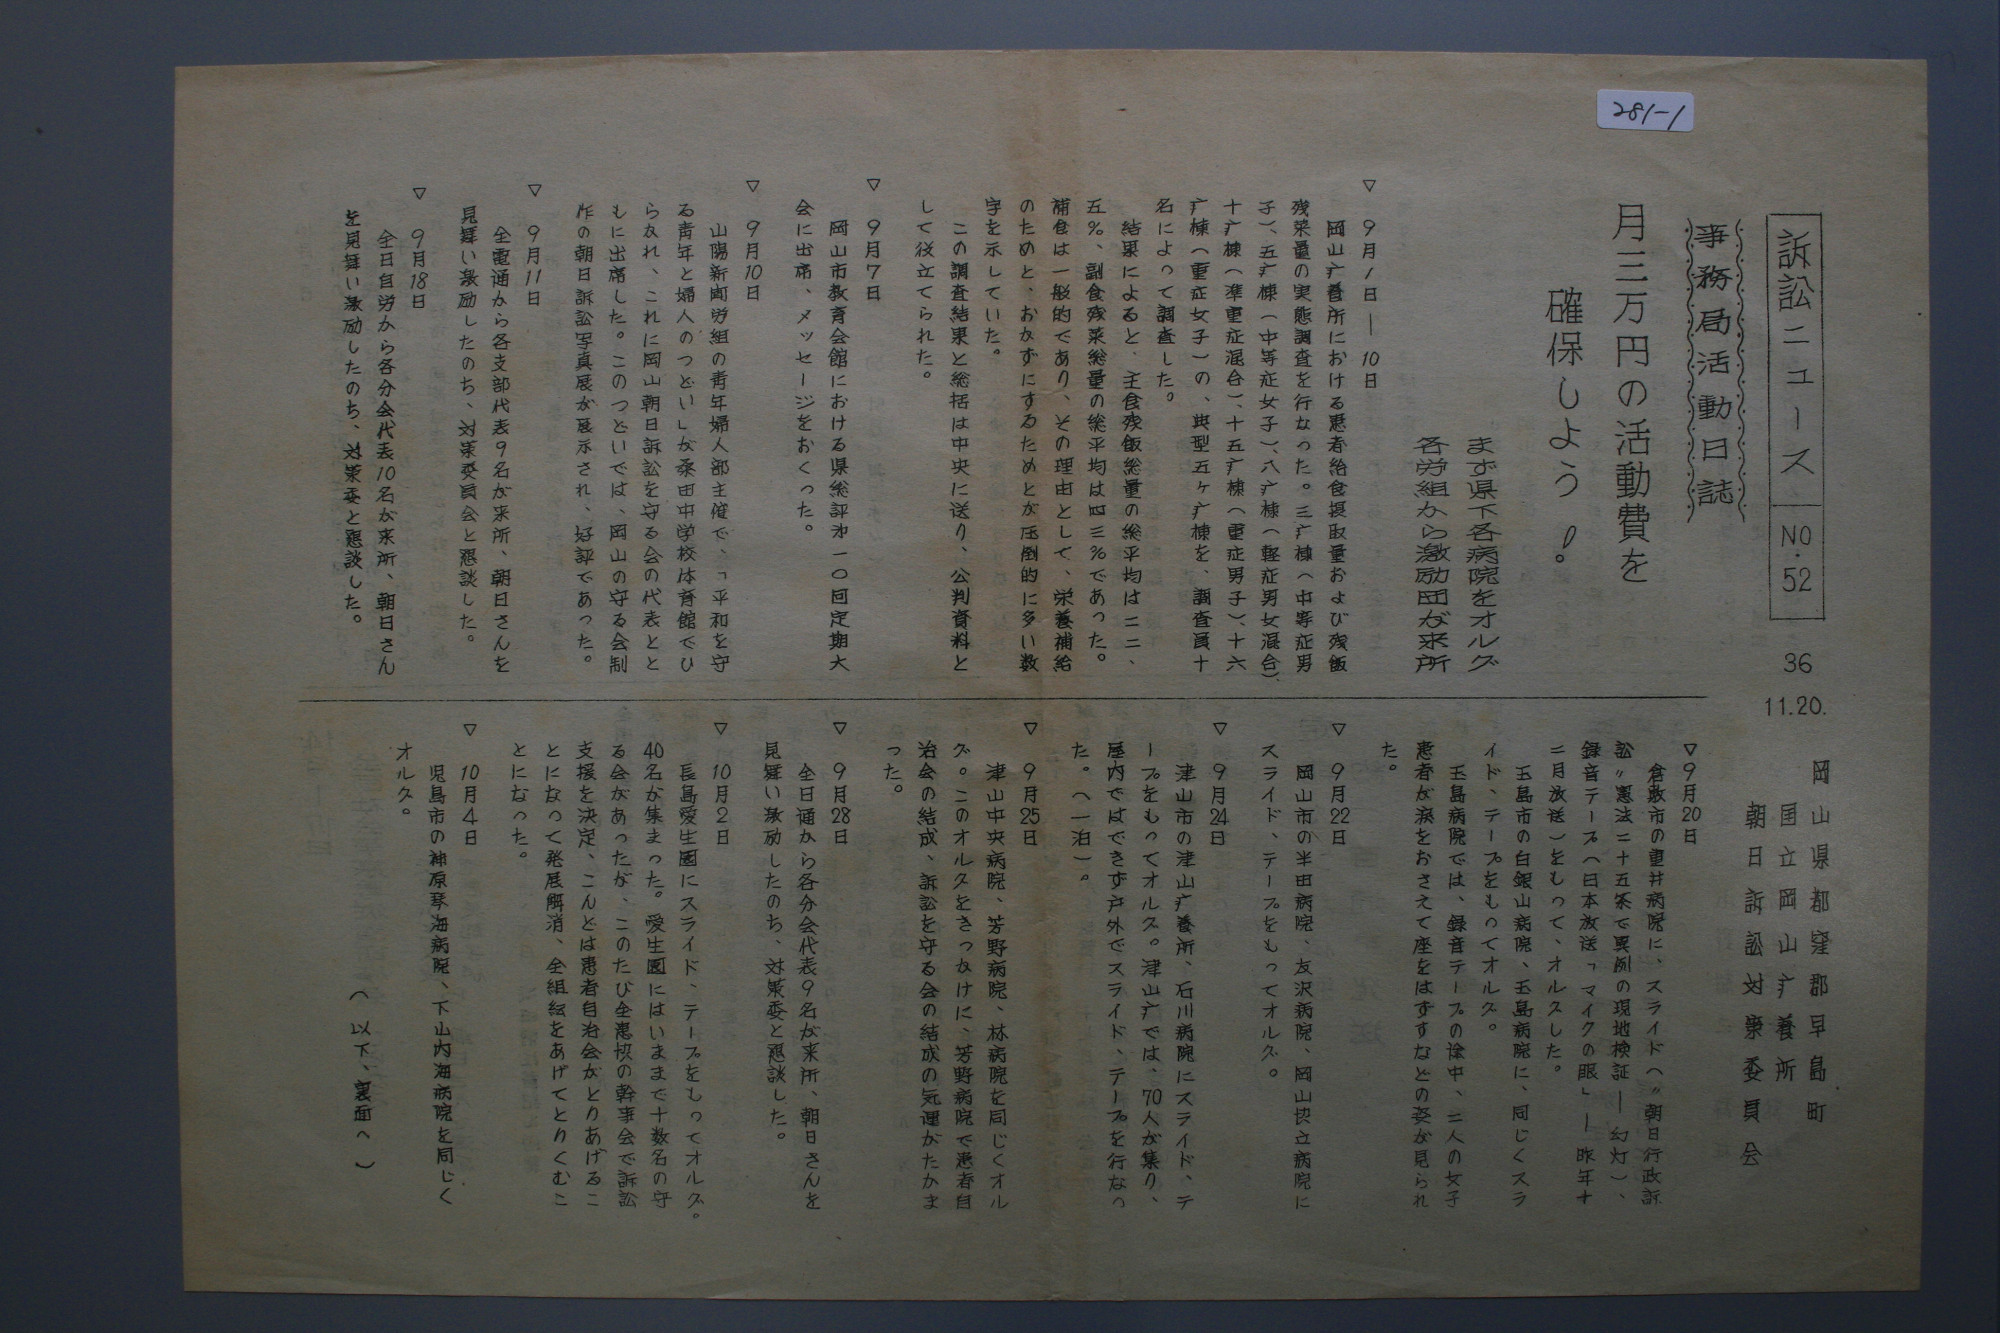 281-1
訴訟ニュース NO.52
36
11.20.
岡山県都窪郡早島町
国立岡山疒養所
朝日訴訟対策委員会
事務局活動日誌
月三万円の活動費を
確保しよう!
まず県下各病院をオルグ
各労組から激励団が来所
▽ 9月1日―10日
岡山疒養所における患者給食摂取量および残飯
残菜量の実態調査を行なった。三疒棟(中等症男
子)、五疒棟(中等症女子)、八疒棟(軽症男女混合)、
十疒棟(準重症混合)、十五疒棟(重症男子)、十六
疒棟(重症女子)の、典型五ヶ疒棟を、調査員十
名によって調査した。
結果によると、主食残飯総量の総平均は二二、
五%、副食残菜総量の総平均は四三%であった。
補食は一般的であり、その理由として、栄養補給
のためと、おかずにするためとが圧倒的に多い数
字を示していた。
この調査結果と総括は中央に送り、公判資料と
して役立てられた。
▽ 9月7日
岡山市教育会館における県総評オ一〇回定期大
会に出席、メッセージをおくった。
▽ 9月10日
山陽新聞労組の青年婦人部主催で、「平和を守
る青年と婦人のつどい」が桑田中学校体育館でひ
らかれ、これに岡山朝日訴訟を守る会の代表とと
もに出席した。このつどいでは、岡山の守る会制
作の朝日訴訟写真展が展示され、好評であった。
▽ 9月11日
全電通から各支部代表9名が来所、朝日さんを
見舞い激励したのち、対策委員会と懇談した。
▽ 9月18日
全日自労から各分会代表10名が来所、朝日さん
を見舞い激励したのち、対策委と懇談した。
▽9月20日
倉敷市の重井病院に、スライド(〃朝日行政訴
訟〃憲法二十五条で異例の現地検証―幻灯)、
録音テープ(日本放送「マイクの眼」―昨年十
二月放送)をもって、オルグした。
玉島市の白銀山病院、玉島病院に、同じくスラ
イド、テープをもってオルグ。
玉島病院では、録音テープの途中、二人の女子
患者が涙をおさえて座をはずすなどの姿が見られ
た。
▽ 9月22日
岡山市の半田病院、友沢病院、岡山協立病院に
スライド、テープをもってオルグ。
▽ 9月24日
津山市の津山疒養所、石川病院にスライド、テ
ープをもってオルグ。津山疒では、70人が集り、
屋内ではできず戸外でスライド、テープを行なっ
た。(一泊)。
▽ 9月25日
津山中央病院、芳野病院、林病院を同じくオル
グ。このオルグをきっかけに、芳野病院で患者自
治会の結成、訴訟を守る会の結成の気運がたかま
った。
▽ 9月28日
全日通から各分会代表9名が来所、朝日さんを
見舞い激励したのち、対策委と懇談した。
▽ 10月2日
長島愛生園にスライド、テープをもってオルグ。
40名が集まった。愛生園にはいままで十数名の守
る会があったが、このたび全患協の幹事会で訴訟
支援を決定、こんどは患者自治会がとりあげるこ
とになって発展解消、全組織をあげてとりくむこ
とになった。
▽ 10月4日
児島市の神原琴海病院、下山内海病院を同じく
オルグ。
(以下、裏面へ)